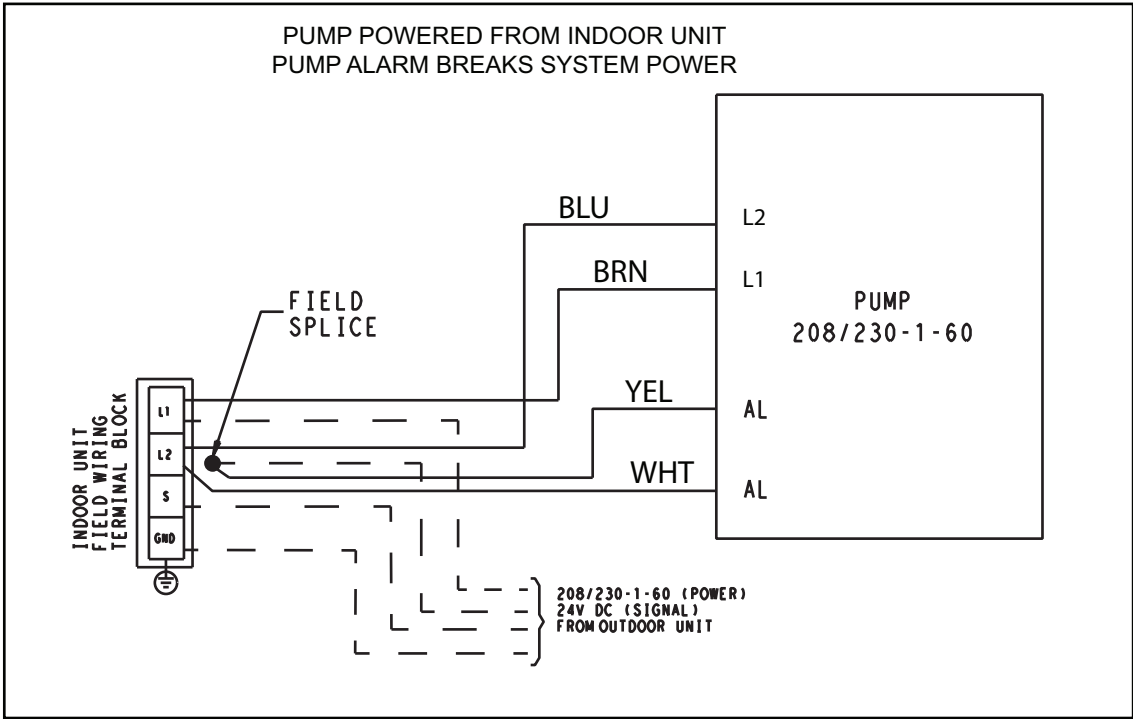 PUMP POWERED FROM INDOOR UNIT
PUMP ALARM BREAKS SYSTEM POWER
BLU
L2
BRN
L1
PUMP
208/230-1-60
FIELD
SPLICE
YEL
AL
WHT
AL
INDOOR UNIT
FIELD WIRING
TERMINAL BLOCK
L1
L2
S
GND
208/230-1-60 (POWER)
24V DC (SIGNAL)
FROM OUTDOOR UNIT